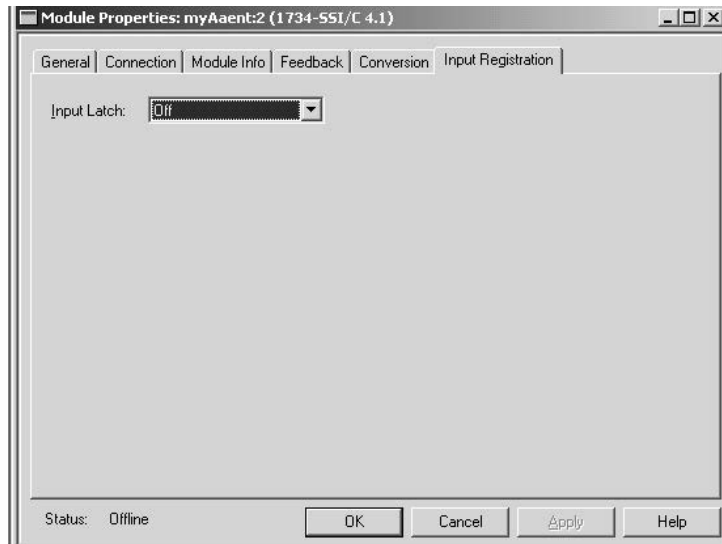 Module Properties: myAaent:2 (1734-SSI/C 4.1)
General Connection Module Info Feedback Conversion Input Registration
Input Latch: Off
Status: Offline OK Cancel Apply Help